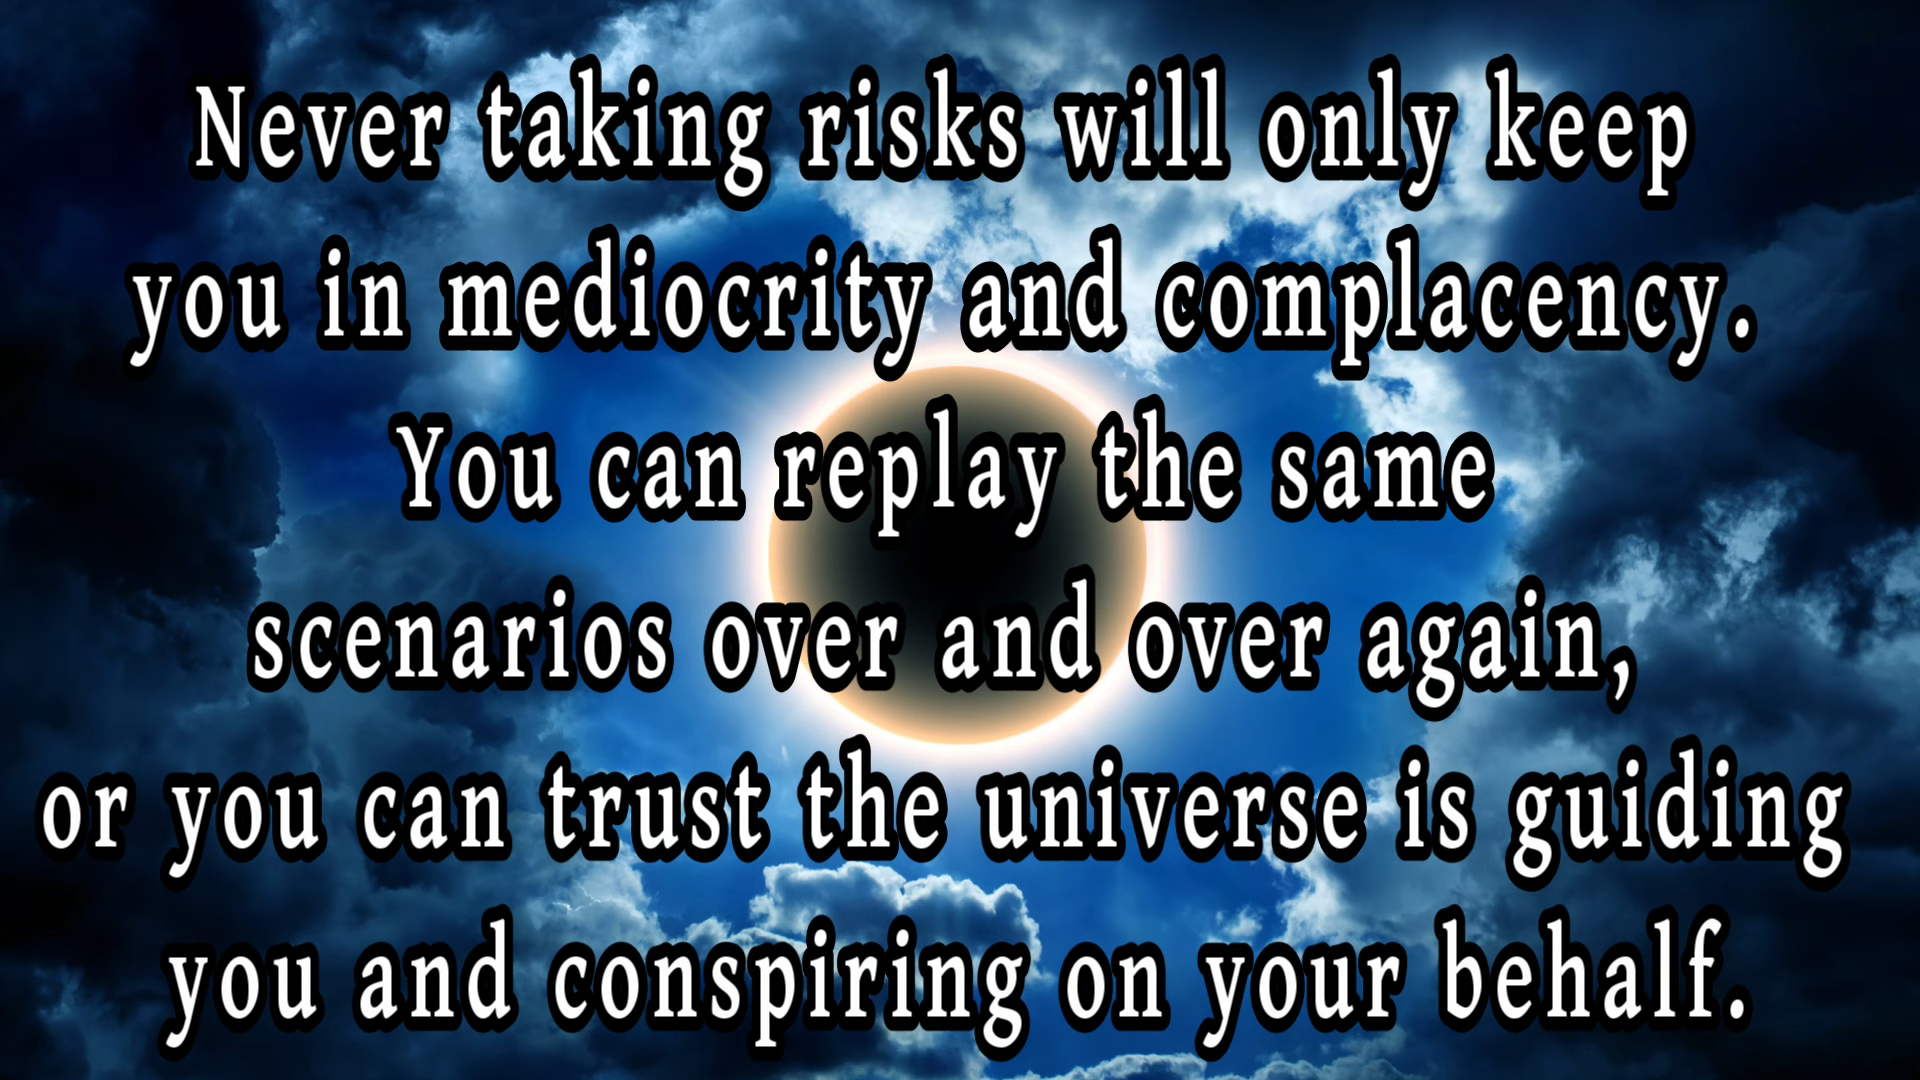 Never taking risks will only keep
you in mediocrity and complacency.
You can replay the same
scenarios over and over again,
or you can trust the universe is guiding
you and conspiring on your behalf.